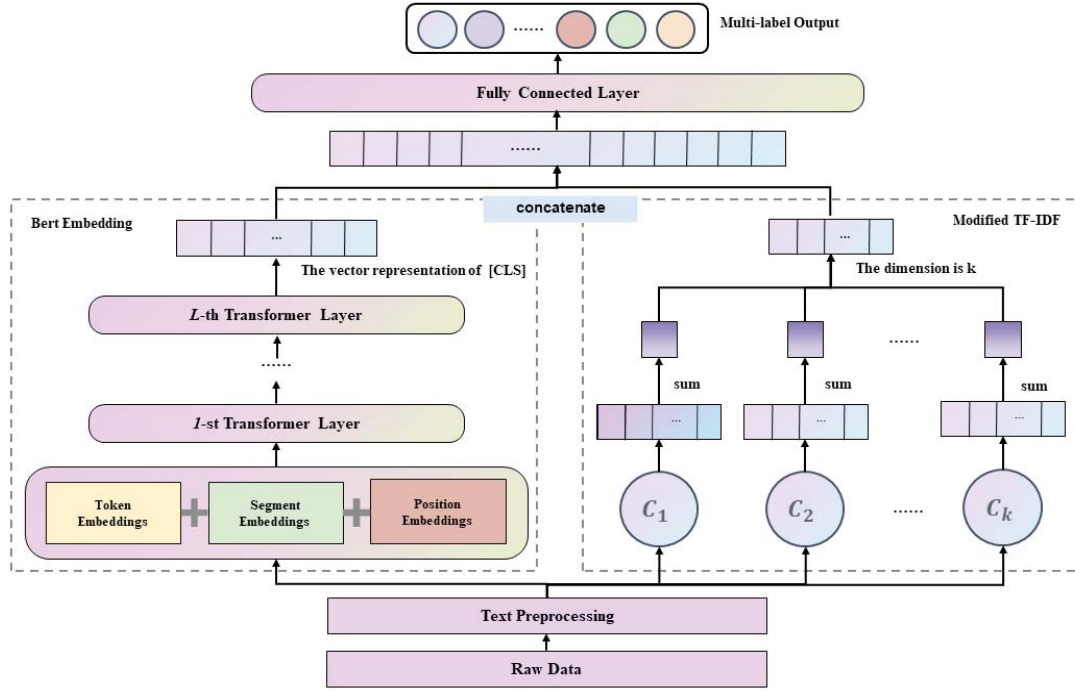 Multi-label Output
......
Fully Connected Layer
......
concatenate
Bert Embedding
Modified TF-IDF
...
...
The vector representation of [CLS]
The dimension is k
L-th Transformer Layer
......
......
sum
sum
sum
1-st Transformer Layer
...
...
...
Token
Embeddings
Segment
Embeddings
Position
Embeddings
C1
C2
......
Ck
Text Preprocessing
Raw Data